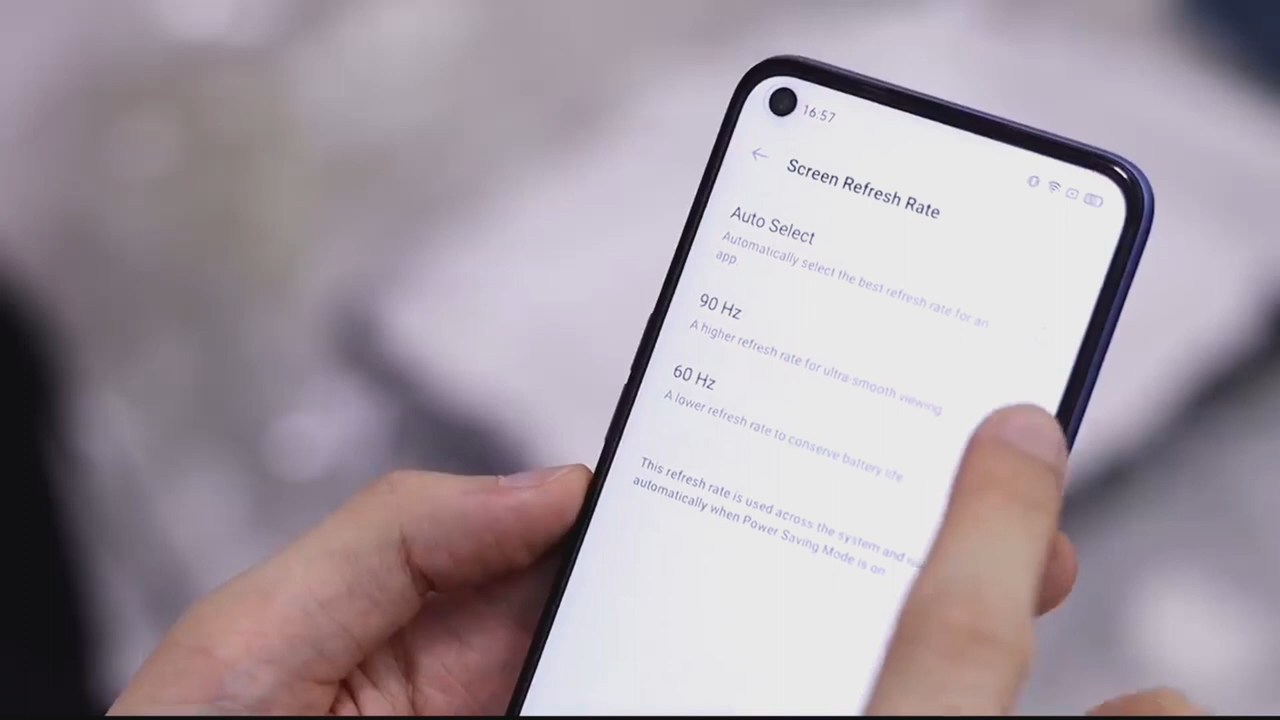 16:57
Screen Refresh Rate
Auto Select
Automatically select the best refresh rate for an
app
90 Hz
A higher refresh rate for ultra-smooth viewing
60 Hz
A lower refresh rate to conserve battery life
This refresh rate is used across the system and
automatically when Power Saving Mode is on